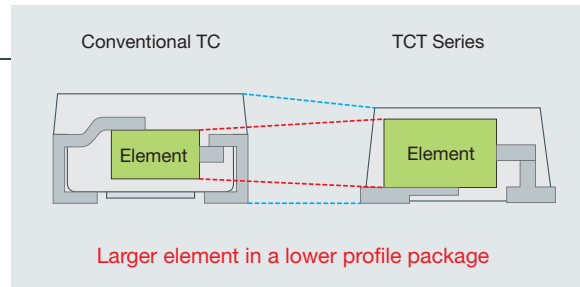 Conventional TC
TCT Series
Element
Element
Larger element in a lower profile package